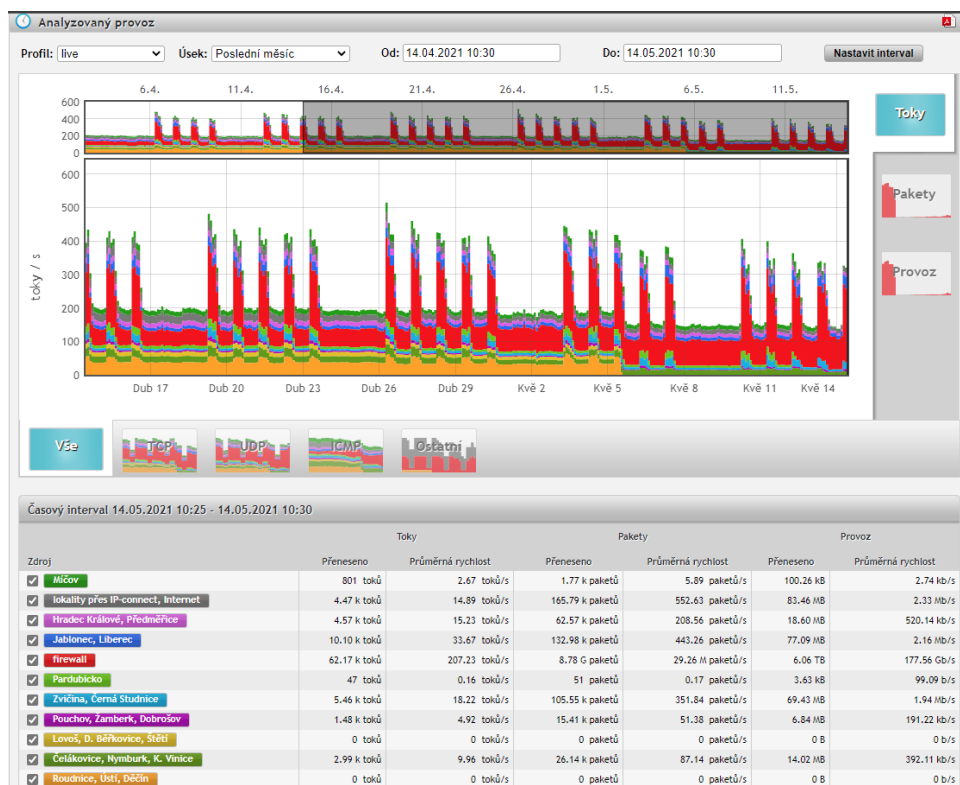 Analyzovaný provoz
Profil: live Úsek: Poslední měsíc Od: 14.04.2021 10:30 Do: 14.05.2021 10:30 Nastavit interval
6.4. 11.4. 16.4. 21.4. 26.4. 1.5. 6.5. 11.5.
600
400
200
0
Toky
600
500
400
300
200
100
0
toky / s
Pakety
Provoz
Dub 17 Dub 20 Dub 23 Dub 26 Dub 29 Kvě 2 Kvě 5 Kvě 8 Kvě 11 Kvě 14
Vše TCP UDP ICMP Ostatní
Časový interval 14.05.2021 10:25 - 14.05.2021 10:30
Toky Pakety Provoz
Zdroj Přeneseno Průměrná rychlost Přeneseno Průměrná rychlost Přeneseno Průměrná rychlost
Míčov 801 toků 2.67 toků/s 1.77 k paketů 5.89 paketů/s 100.26 kB 2.74 kb/s
lokality přes IP-connect, Internet 4.47 k toků 14.89 toků/s 165.79 k paketů 552.63 paketů/s 83.46 MB 2.33 Mb/s
Hradec Králové, Předměřice 4.57 k toků 15.23 toků/s 62.57 k paketů 208.56 paketů/s 18.60 MB 520.14 kb/s
Jablonec, Liberec 10.10 k toků 33.67 toků/s 132.98 k paketů 443.26 paketů/s 77.09 MB 2.16 Mb/s
firewall 62.17 k toků 207.23 toků/s 8.78 G paketů 29.26 M paketů/s 6.06 TB 177.56 Gb/s
Pardubicko 47 toků 0.16 toků/s 51 paketů 0.17 paketů/s 3.63 kB 99.09 b/s
Zvičina, Černá Studnice 5.46 k toků 18.22 toků/s 105.55 k paketů 351.84 paketů/s 69.43 MB 1.94 Mb/s
Pouchov, Žamberk, Dobrošov 1.48 k toků 4.92 toků/s 15.41 k paketů 51.38 paketů/s 6.84 MB 191.22 kb/s
Lovoš, D. Běřkovice, Štětí 0 toků 0 toků/s 0 paketů 0 paketů/s 0 B 0 b/s
Čelákovice, Nymburk, K. Vinice 2.99 k toků 9.96 toků/s 26.14 k paketů 87.14 paketů/s 14.02 MB 392.11 kb/s
Roudnice, Ústí, Děčín 0 toků 0 toků/s 0 paketů 0 paketů/s 0 B 0 b/s